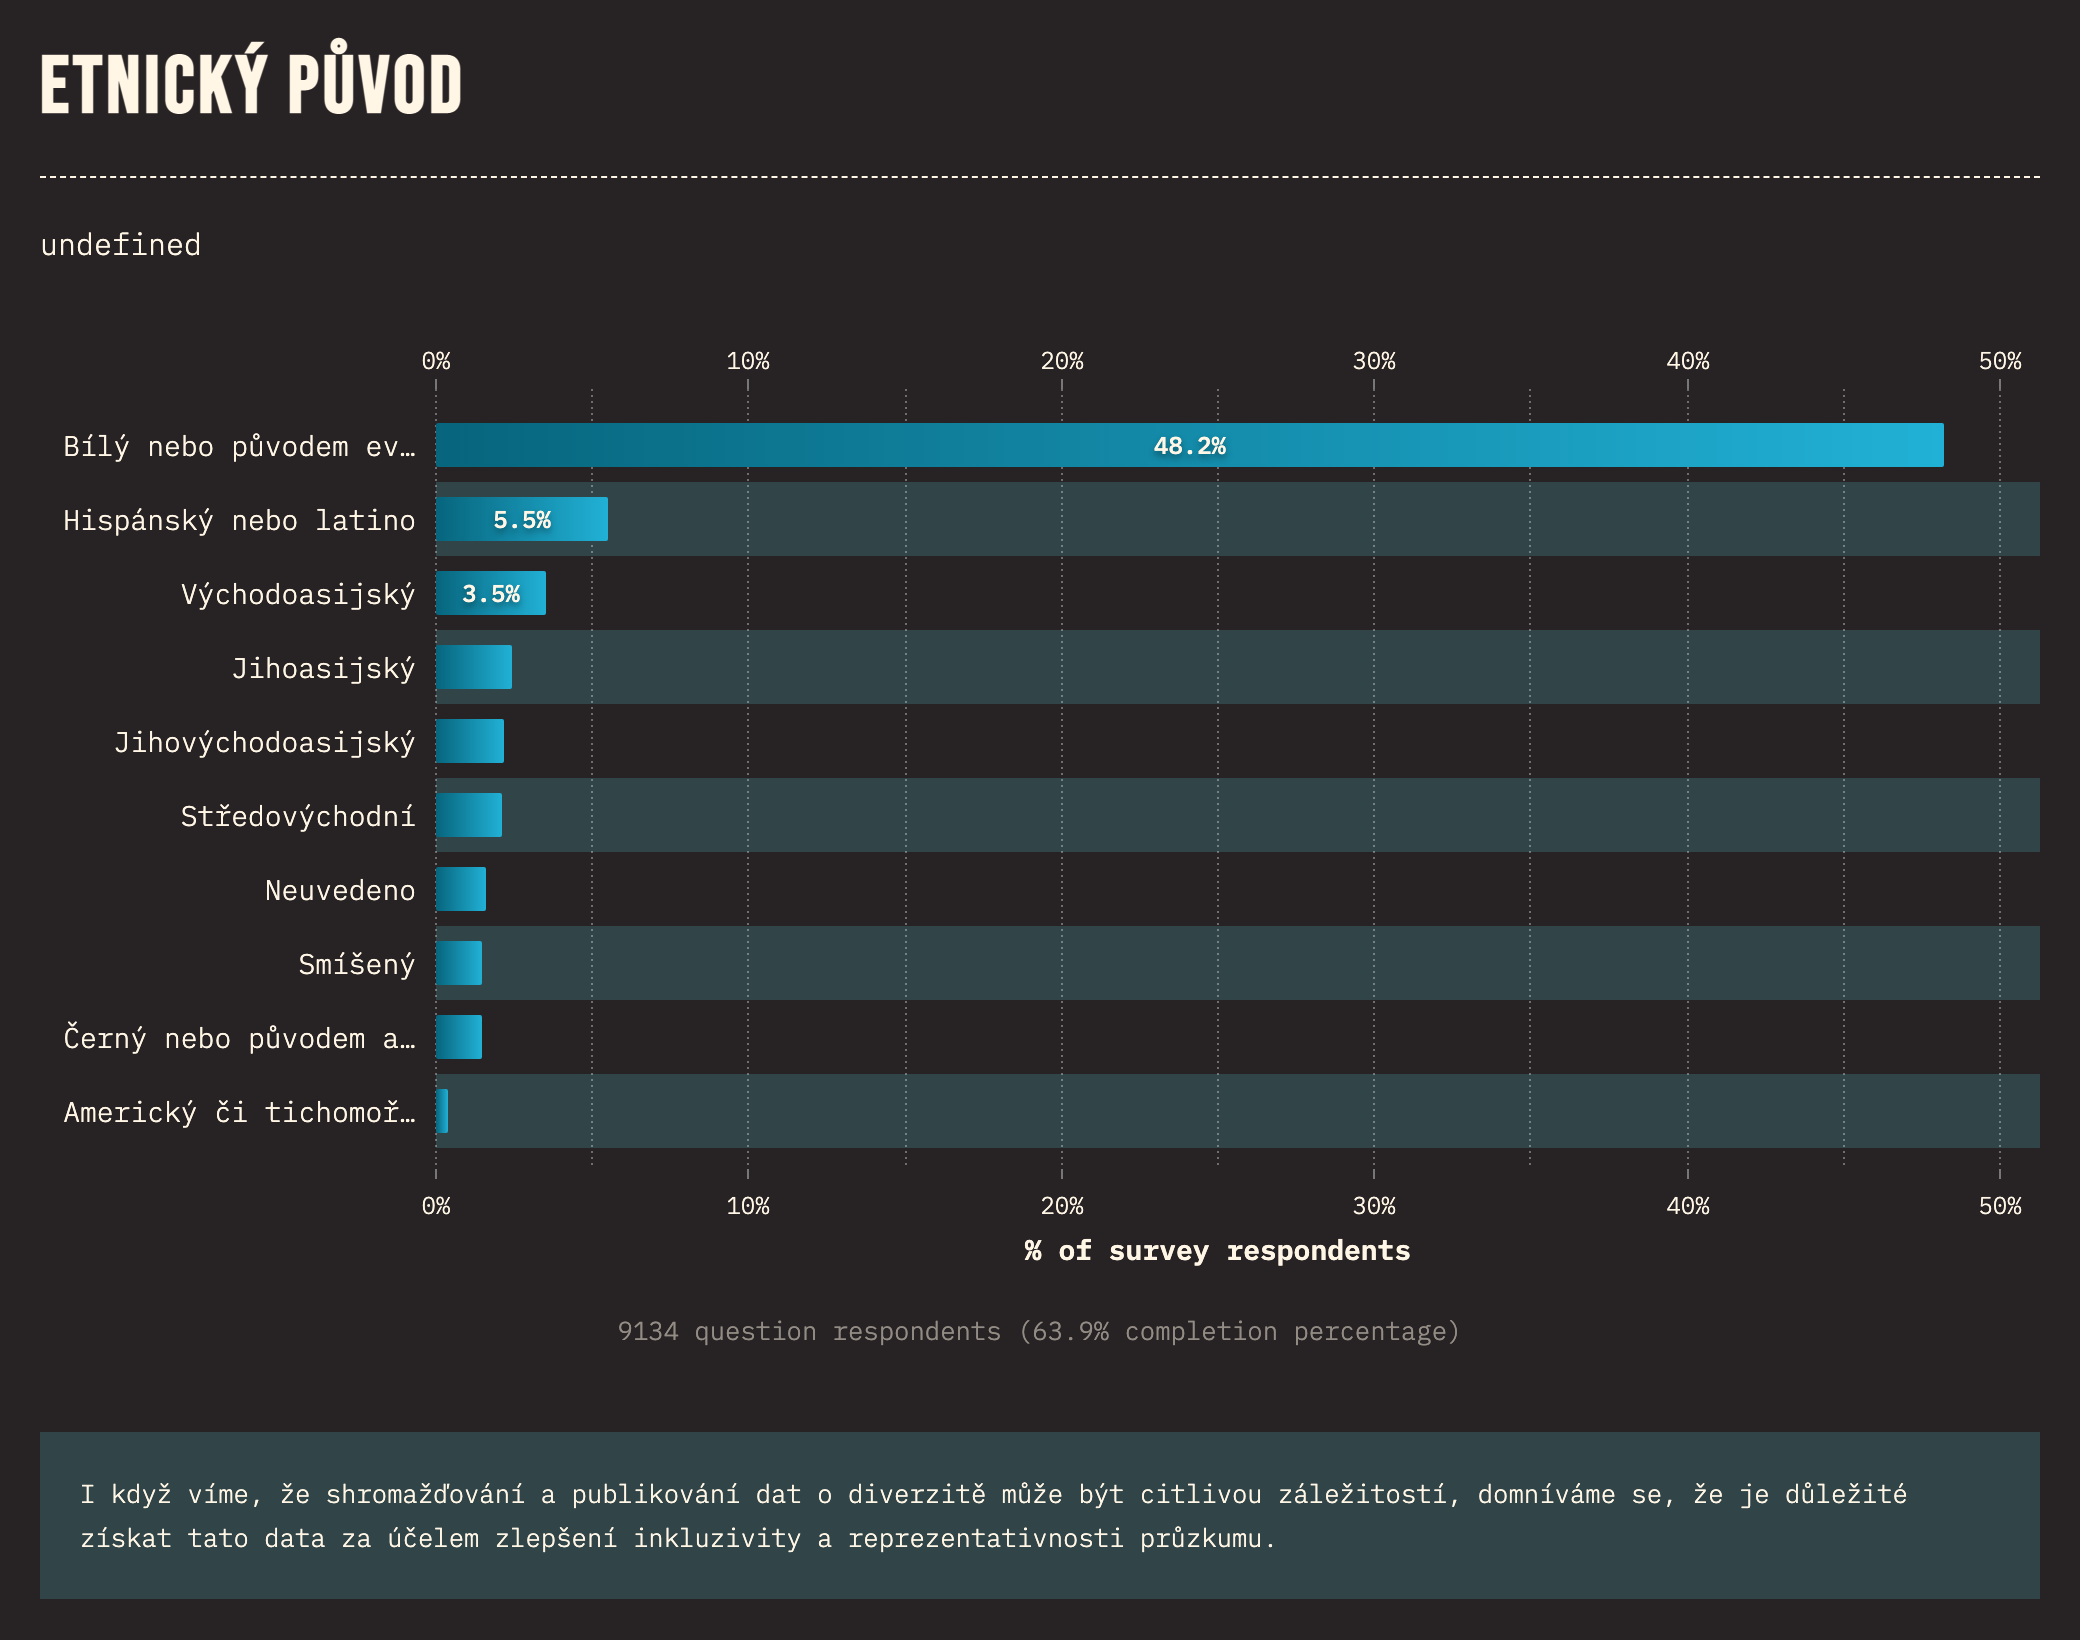 ETNICKÝ PŮVOD
undefined
0% 10% 20% 30% 40% 50%
Bílý nebo původem ev… 48.2%
Hispánský nebo latino 5.5%
Východoasijský 3.5%
Jihoasijský
Jihovýchodoasijský
Středovýchodní
Neuvedeno
Smíšený
Černý nebo původem a…
Americký či tichomoř…
0% 10% 20% 30% 40% 50%
% of survey respondents
9134 question respondents (63.9% completion percentage)
I když víme, že shromažďování a publikování dat o diverzitě může být citlivou záležitostí, domníváme se, že je důležité
získat tato data za účelem zlepšení inkluzivity a reprezentativnosti průzkumu.